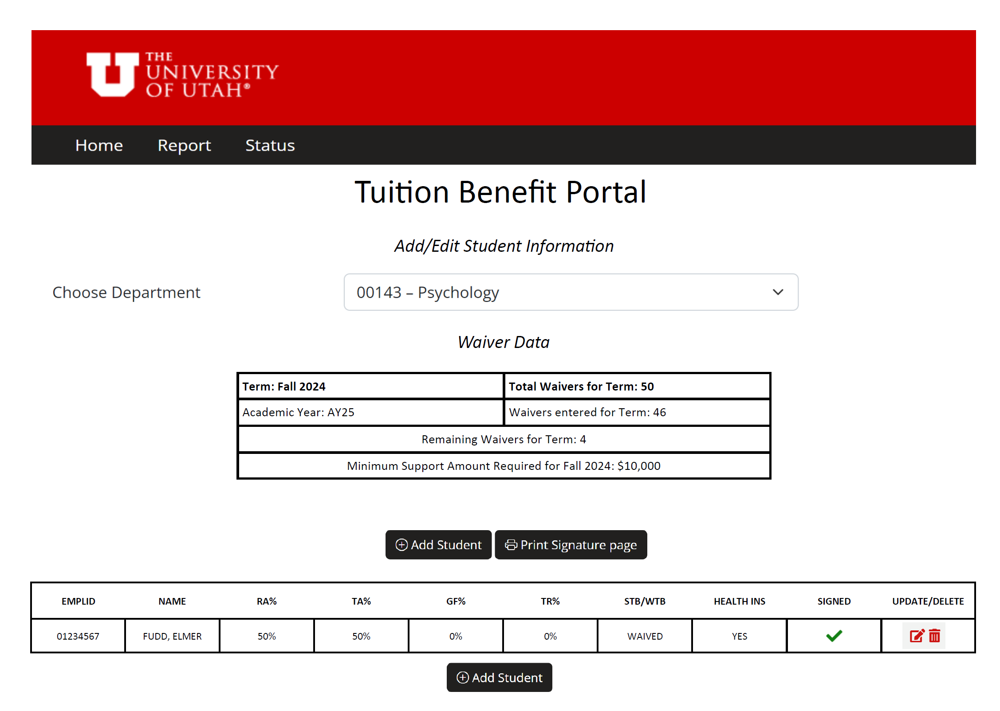 THE
UNIVERSITY
OF UTAH®
Home Report Status
Tuition Benefit Portal
Add/Edit Student Information
Choose Department 00143 – Psychology
Waiver Data
Term: Fall 2024 Total Waivers for Term: 50
Academic Year: AY25 Waivers entered for Term: 46
Remaining Waivers for Term: 4
Minimum Support Amount Required for Fall 2024: $10,000
Add Student Print Signature page
EMPLID NAME RA% TA% GF% TR% STB/WTB HEALTH INS SIGNED UPDATE/DELETE
01234567 FUDD, ELMER 50% 50% 0% 0% WAIVED YES
Add Student